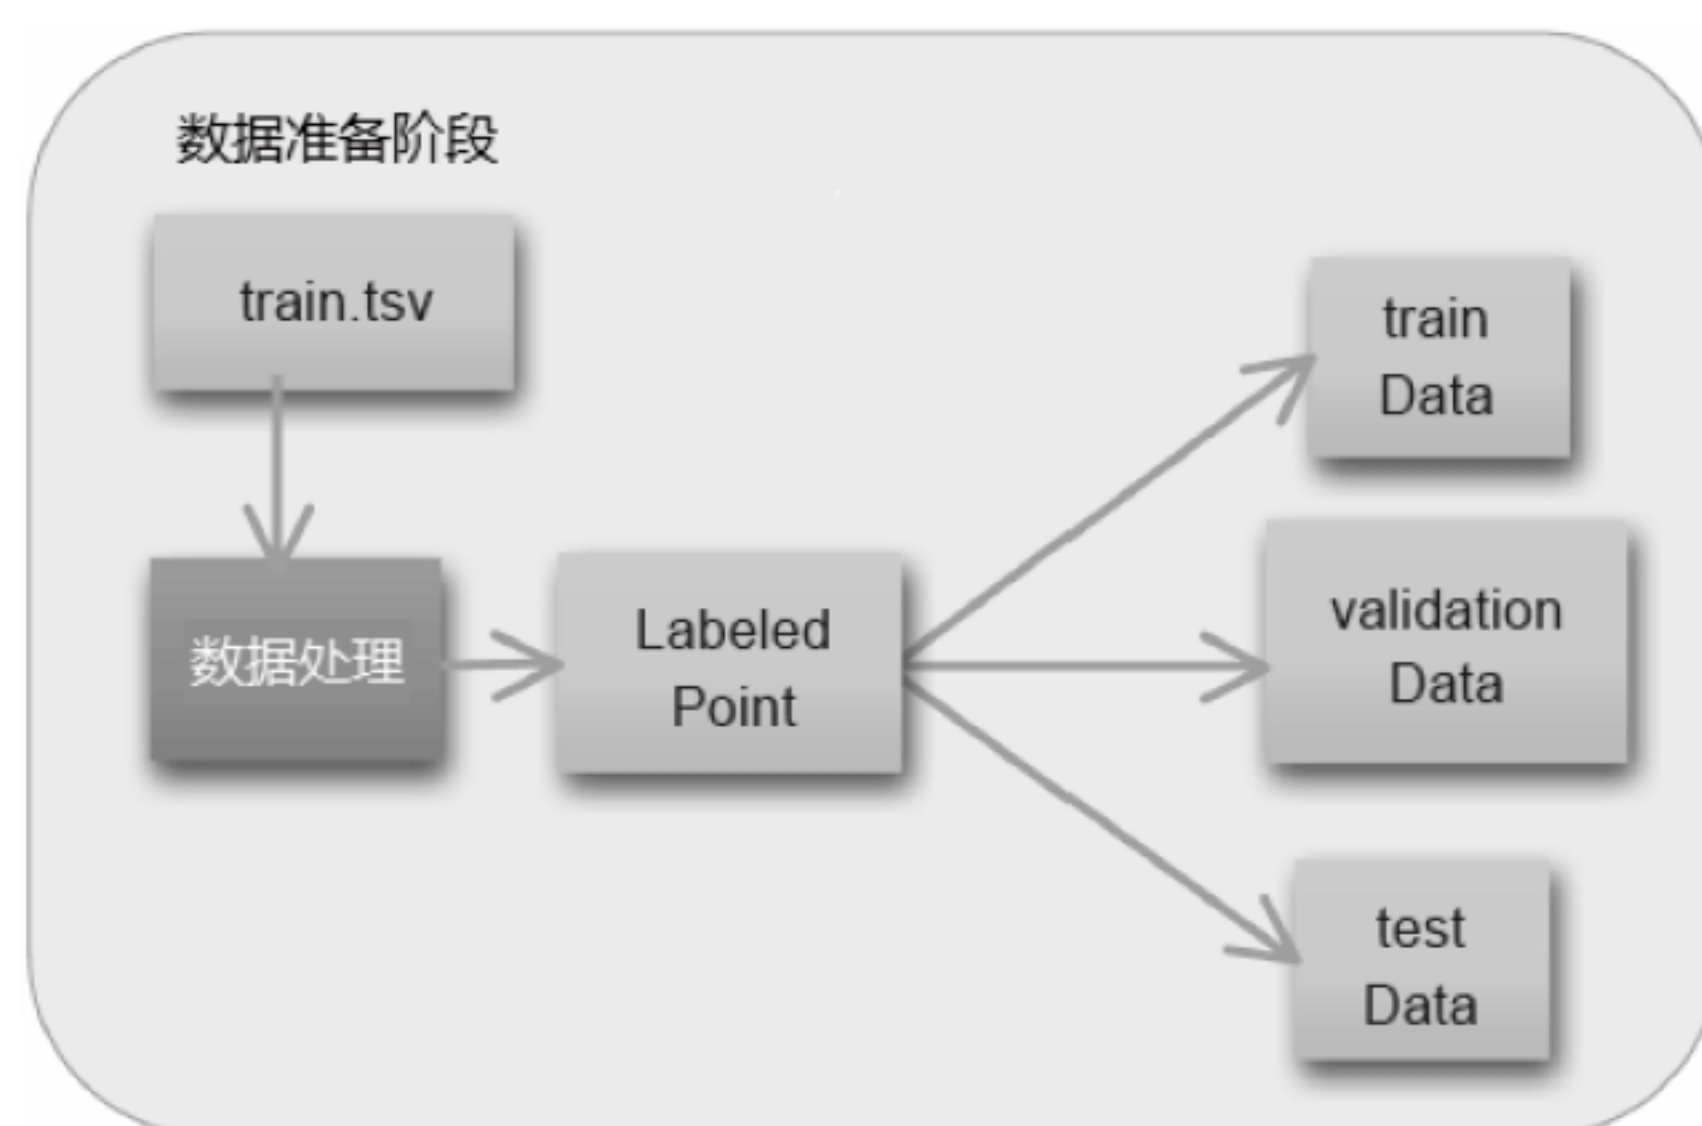 数据准备阶段
train.tsv
数据处理
Labeled
Point
train
Data
validation
Data
test
Data